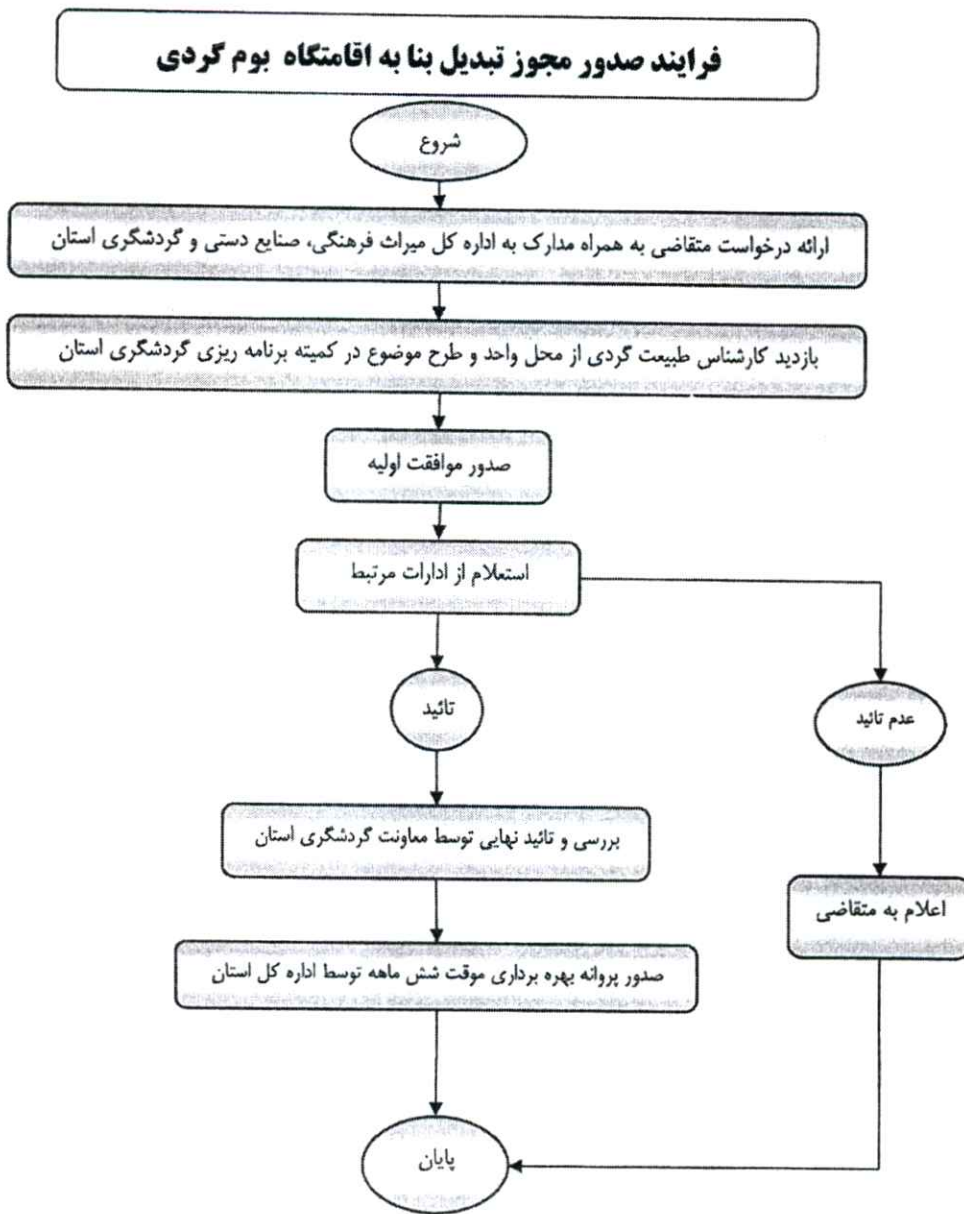 فرایند صدور مجوز تبدیل بنا به اقامتگاه بوم گردی
شروع
ارائه درخواست متقاضی به همراه مدارک به اداره کل میراث فرهنگی، صنایع دستی و گردشگری استان
بازدید کارشناس طبیعت گردی از محل واحد و طرح موضوع در کمیته برنامه ریزی گردشگری استان
صدور موافقت اولیه
استعلام از ادارات مرتبط
تائید
عدم تائید
بررسی و تائید نهایی توسط معاونت گردشگری استان
اعلام به متقاضی
صدور پروانه بهره برداری موقت شش ماهه توسط اداره کل استان
پایان